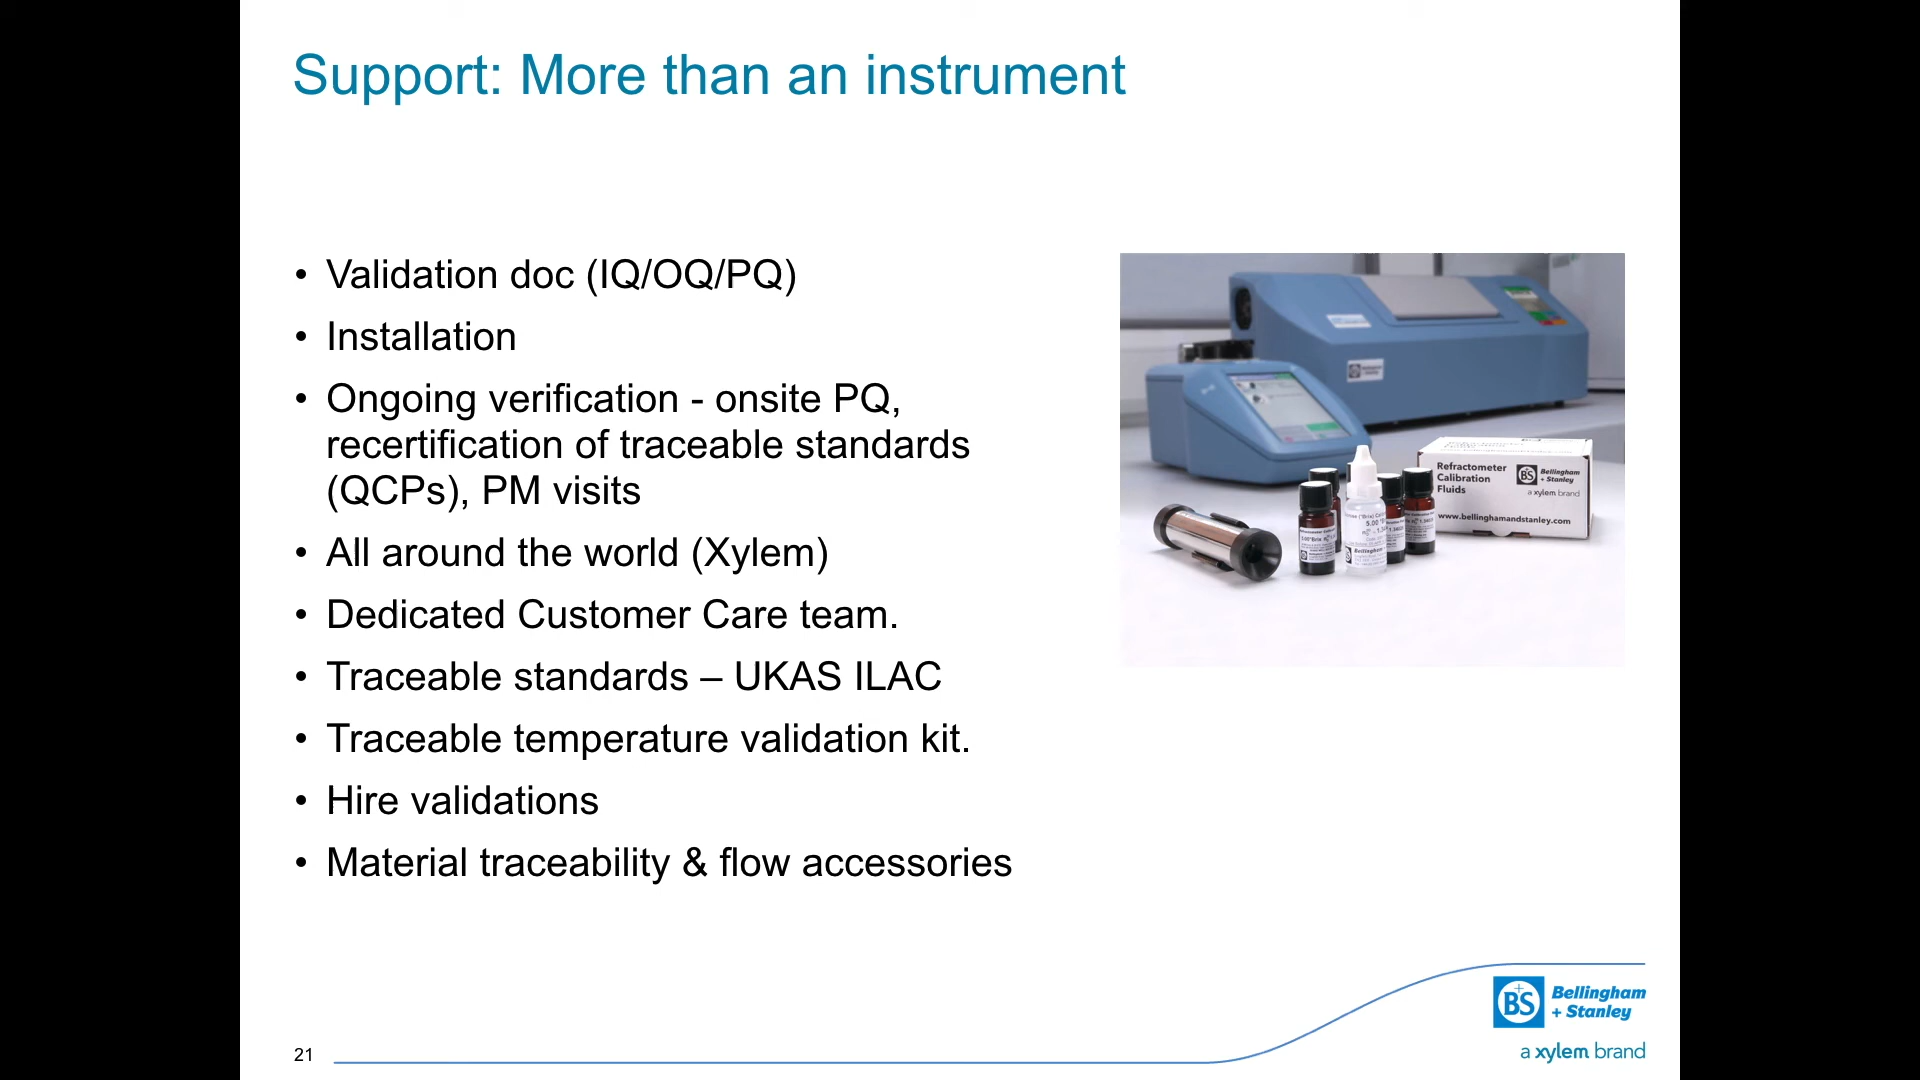 Support: More than an instrument
• Validation doc (IQ/OQ/PQ)
• Installation
• Ongoing verification - onsite PQ,
recertification of traceable standards
(QCPs), PM visits
• All around the world (Xylem)
• Dedicated Customer Care team.
• Traceable standards – UKAS ILAC
• Traceable temperature validation kit.
• Hire validations
• Material traceability & flow accessories
Refractometer
Calibration
Fluids
BS
Bellingham
+ Stanley
a xylem brand
www.bellinghamandstanley.com
5.00
BS
Bellingham
+ Stanley
a xylem brand
21